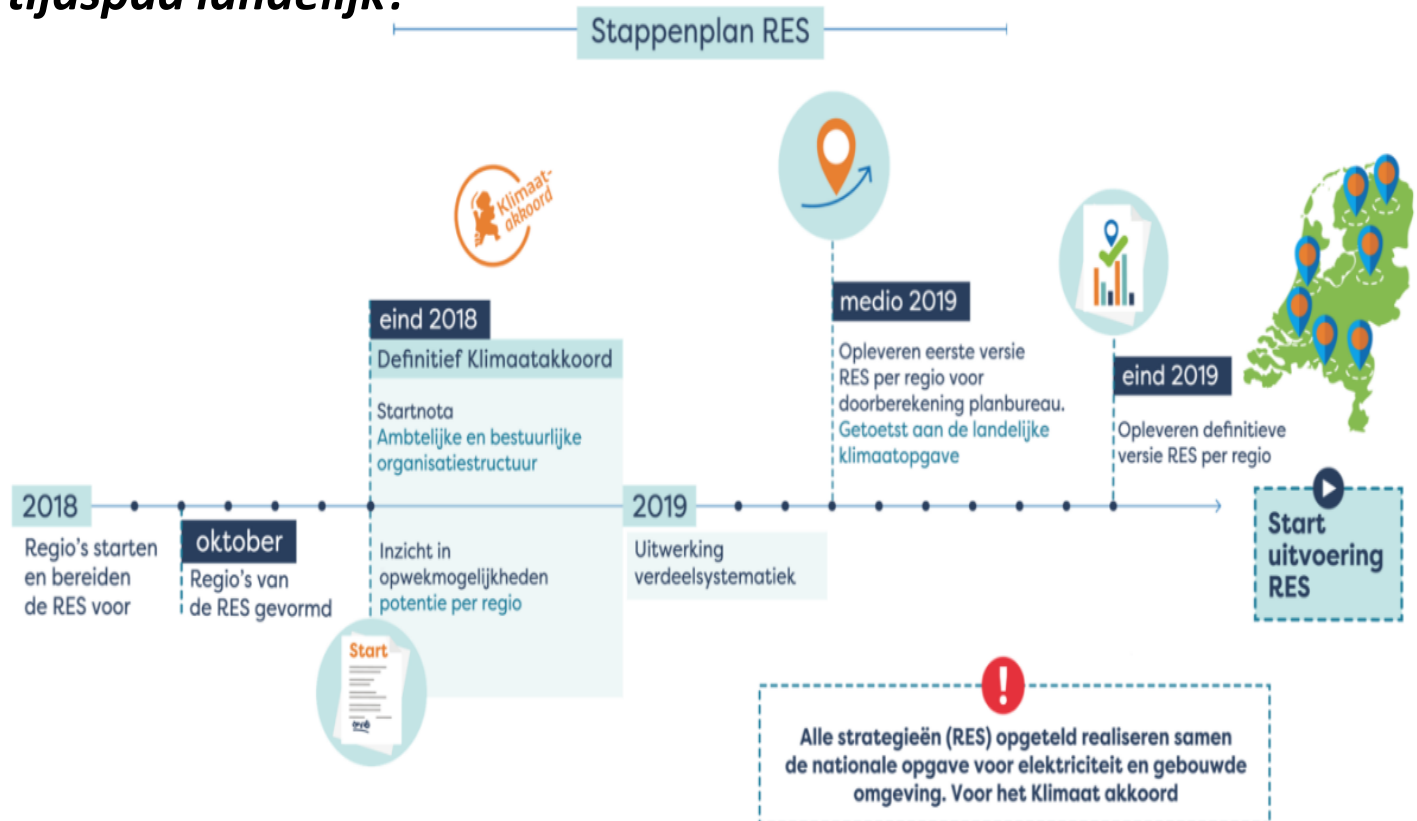 tijdspad landelijk?
Stappenplan RES
Klimaat-
akkoord
eind 2018
Definitief Klimaatakkoord
Startnota
Ambtelijke en bestuurlijke
organisatiestructuur
medio 2019
Opleveren eerste versie
RES per regio voor
doorberekening planbureau.
Getoetst aan de landelijke
klimaatopgave
eind 2019
Opleveren definitieve
versie RES per regio
2018
Regio's starten
en bereiden
de RES voor
oktober
Regio's van
de RES gevormd
Inzicht in
opwekmogelijkheden
potentie per regio
Start
2019
Uitwerking
verdeelsystematiek
Start
uitvoering
RES
!
Alle strategieën (RES) opgeteld realiseren samen
de nationale opgave voor elektriciteit en gebouwde
omgeving. Voor het Klimaat akkoord